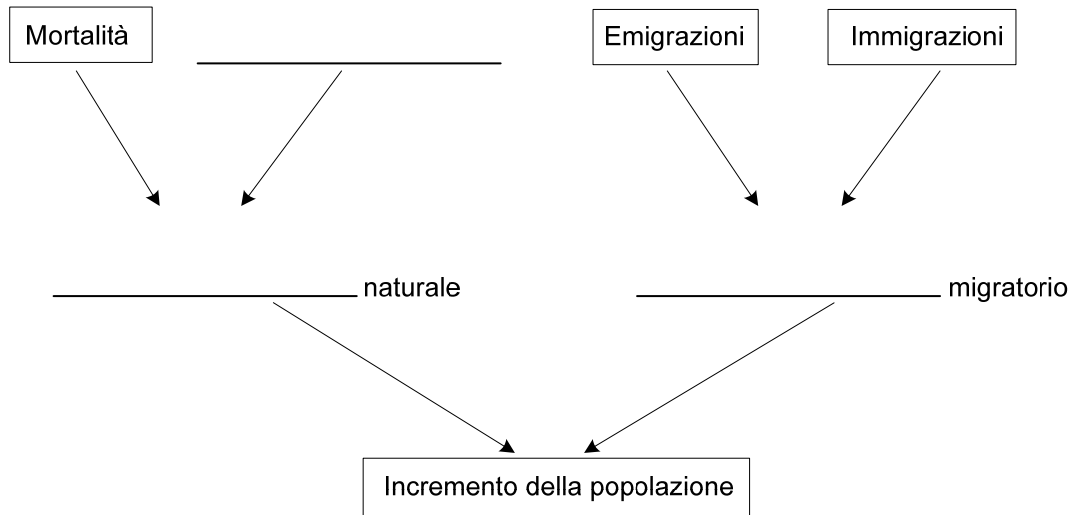 Mortalità
Emigrazioni
Immigrazioni
naturale
migratorio
Incremento della popolazione